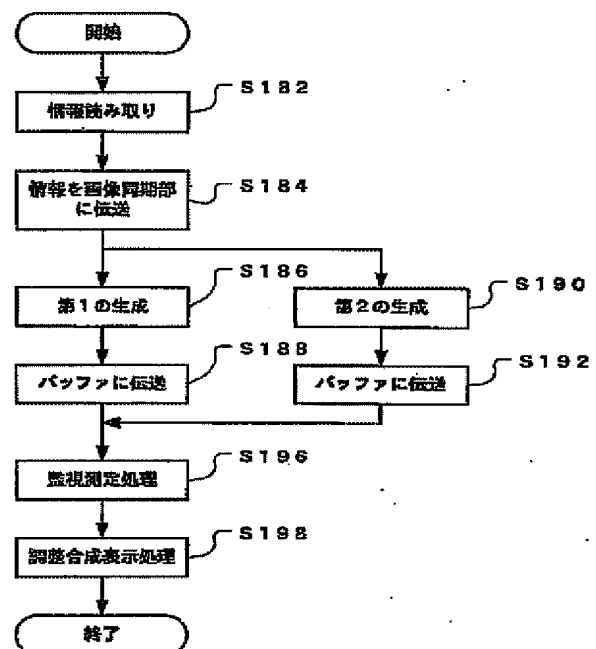 開始
S182
情報読み取り
S184
情報を画像同期部
に伝送
S186
第1の生成
S190
第2の生成
S188
バッファに伝送
S192
バッファに伝送
S196
監視測定処理
S198
調整合成表示処理
終了